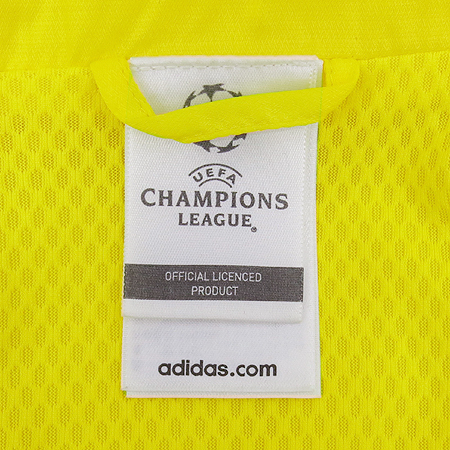 UEFA
CHAMPIONS
LEAGUE®
OFFICIAL LICENCED
PRODUCT
adidas.com